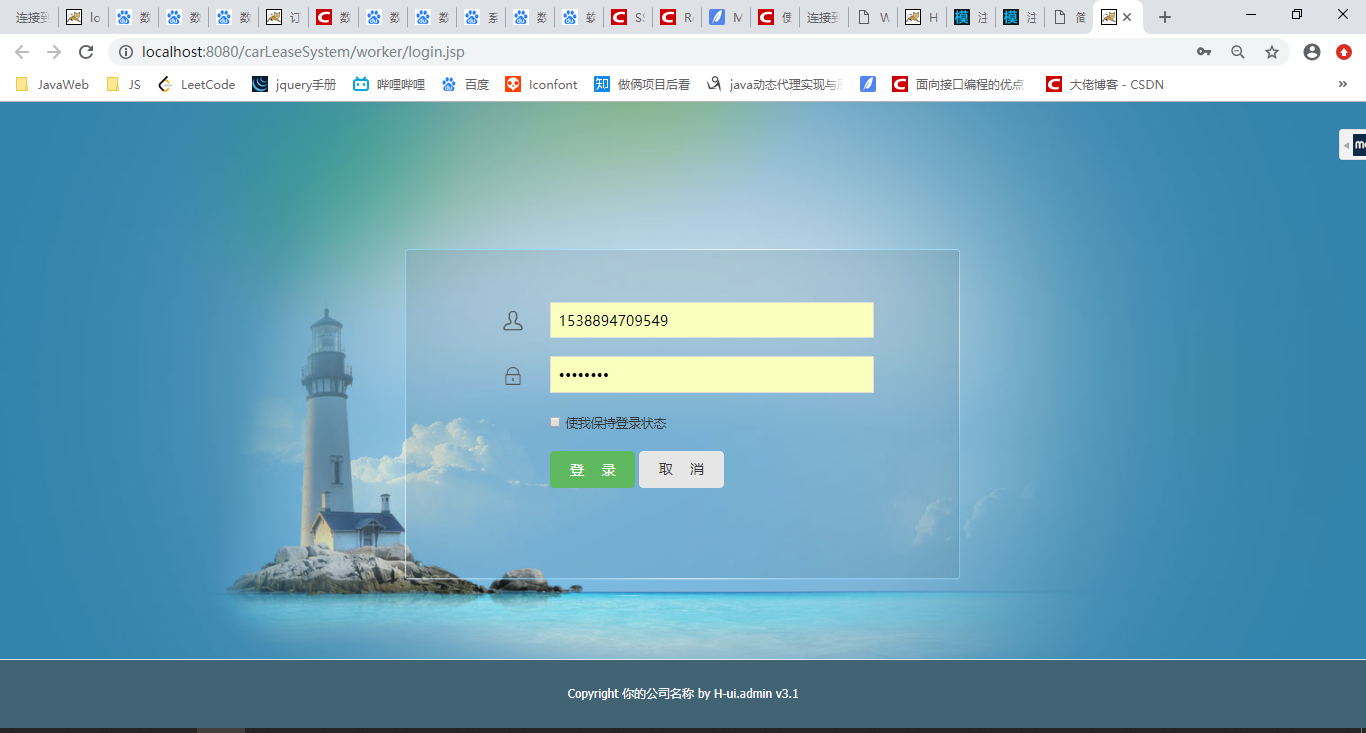 连接到
lo
数
数
数
订
数
数
数
系
数
软
SS
Re
M
使
连接到
W
H
注
注
简
localhost:8080/carLeaseSystem/worker/login.jsp
JavaWeb JS LeetCode jquery手册 哔哩哔哩 百度 Iconfont 知 做俩项目后看 java动态代理实现与 面向接口编程的优点 大佬博客 - CSDN »
1538894709549
••••••••
使我保持登录状态
登 录 取 消
Copyright 你的公司名称 by H-ui.admin v3.1